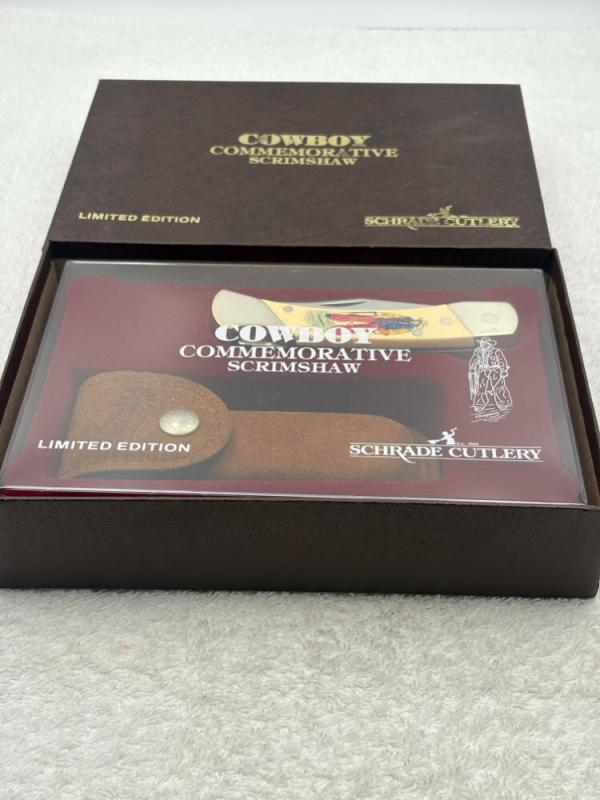 COWBOY
COMMEMORATIVE
SCRIMSHAW
LIMITED EDITION
SCHRADE CUTLERY
COWBOY
COMMEMORATIVE
SCRIMSHAW
LIMITED EDITION
SCHRADE CUTLERY